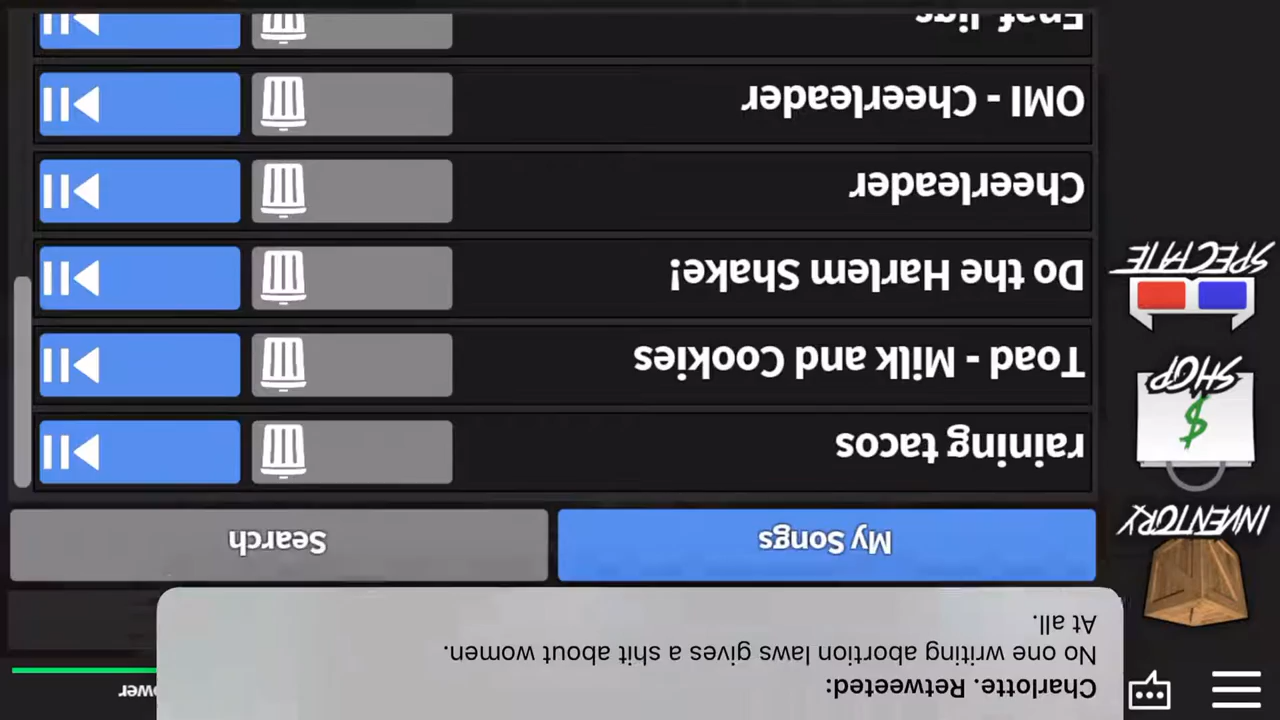 Charlotte. Retweeted:
No one writing abortion laws gives a shit about women.
At all.
INVENTORY
SHOP
$
SPECTATE
My Songs
Search
raining tacos
Toad - Milk and Cookies
Do the Harlem Shake!
Cheerleader
OMI - Cheerleader